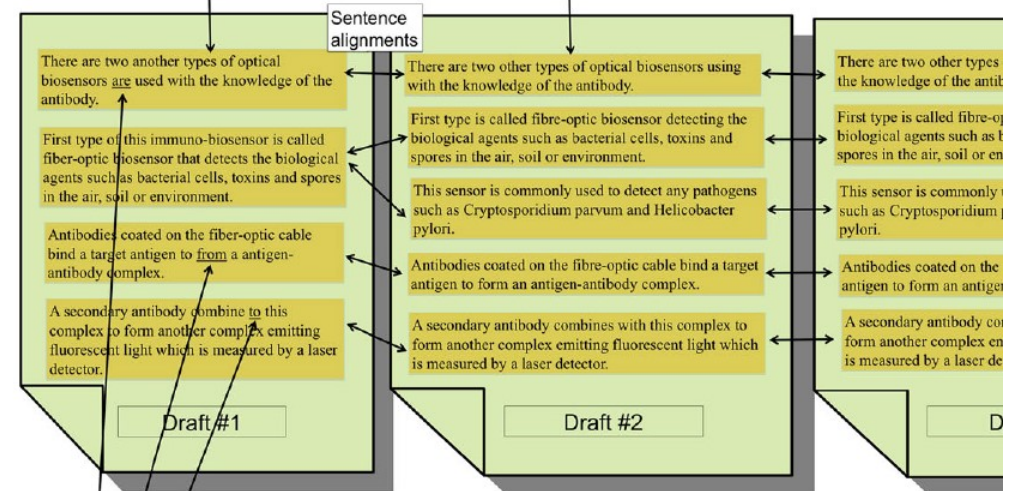 Sentence
alignments
There are two another types of optical
biosensors are used with the knowledge of the
antibody.
First type of this immuno-biosensor is called
fiber-optic biosensor that detects the biological
agents such as bacterial cells, toxins and spores
in the air, soil or environment.
Antibodies coated on the fiber-optic cable
bind a target antigen to from a antigen-
antibody complex.
A secondary antibody combine to this
complex to form another complex emitting
fluorescent light which is measured by a laser
detector.
Draft #1
There are two other types of optical biosensors using
with the knowledge of the antibody.
First type is called fibre-optic biosensor detecting the
biological agents such as bacterial cells, toxins and
spores in the air, soil or environment.
This sensor is commonly used to detect any pathogens
such as Cryptosporidium parvum and Helicobacter
pylori.
Antibodies coated on the fibre-optic cable bind a target
antigen to form an antigen-antibody complex.
A secondary antibody combines with this complex to
form another complex emitting fluorescent light which
is measured by a laser detector.
Draft #2
There are two other types
the knowledge of the
First type is called
biological agents such as
spores in the air, soil or
This sensor is commonly
such as Cryptosporidium
pylori.
Antibodies coated on the
antigen to form an
A secondary antibody
form another complex
is measured by a laser